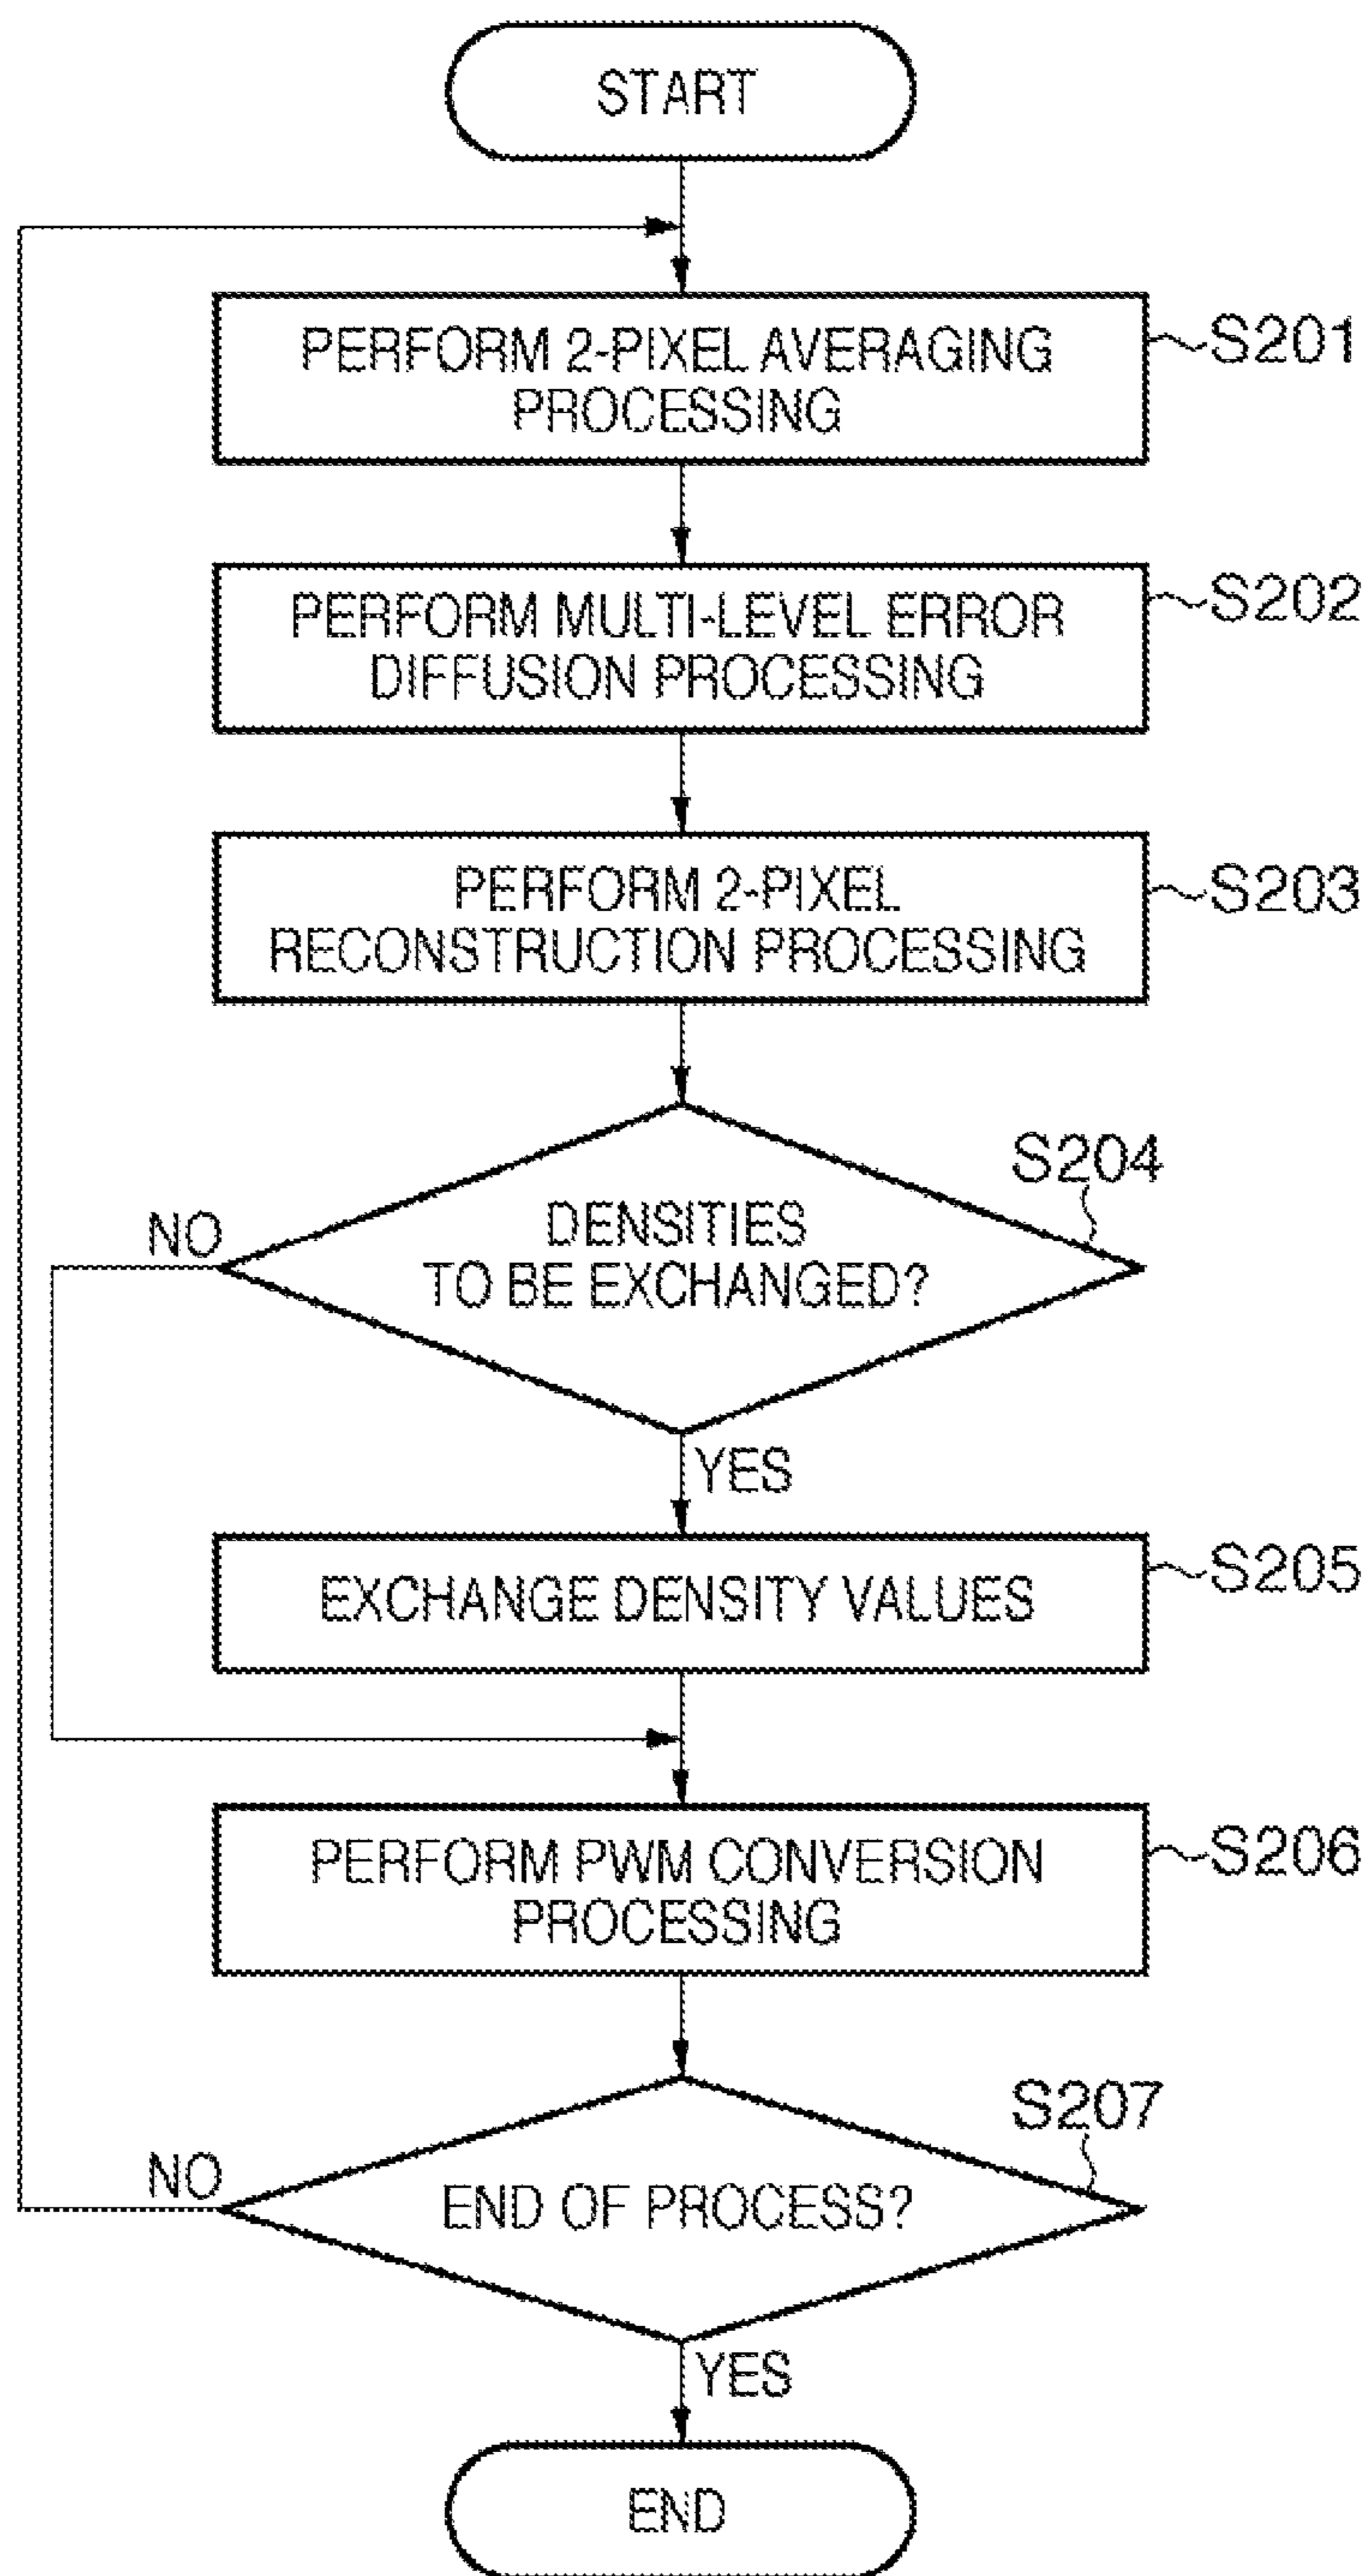 START
PERFORM 2-PIXEL AVERAGING
PROCESSING
S201
PERFORM MULTI-LEVEL ERROR
DIFFUSION PROCESSING
S202
PERFORM 2-PIXEL
RECONSTRUCTION PROCESSING
S203
S204
DENSITIES
TO BE EXCHANGED?
NO
YES
EXCHANGE DENSITY VALUES
S205
PERFORM PWM CONVERSION
PROCESSING
S206
S207
END OF PROCESS?
NO
YES
END